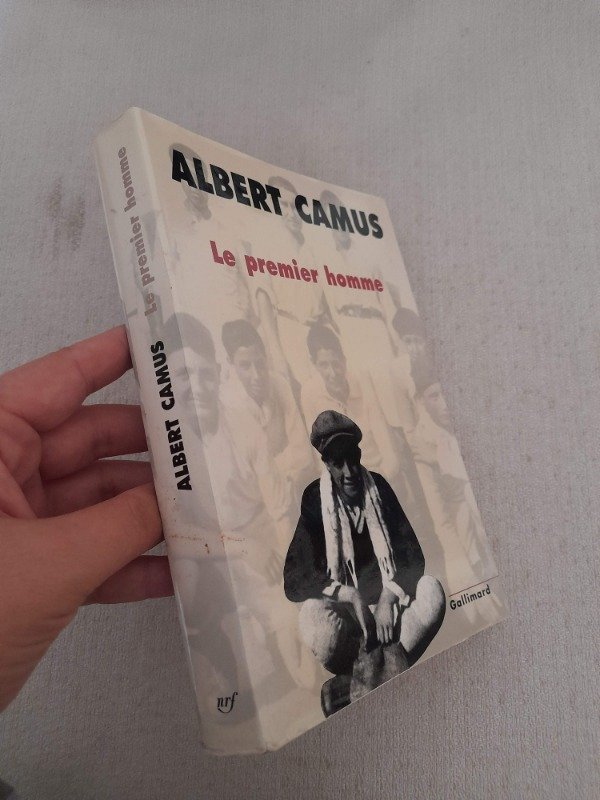 ALBERT CAMUS
Le premier homme
Gallimard
ALBERT CAMUS
Le premier homme
nrf